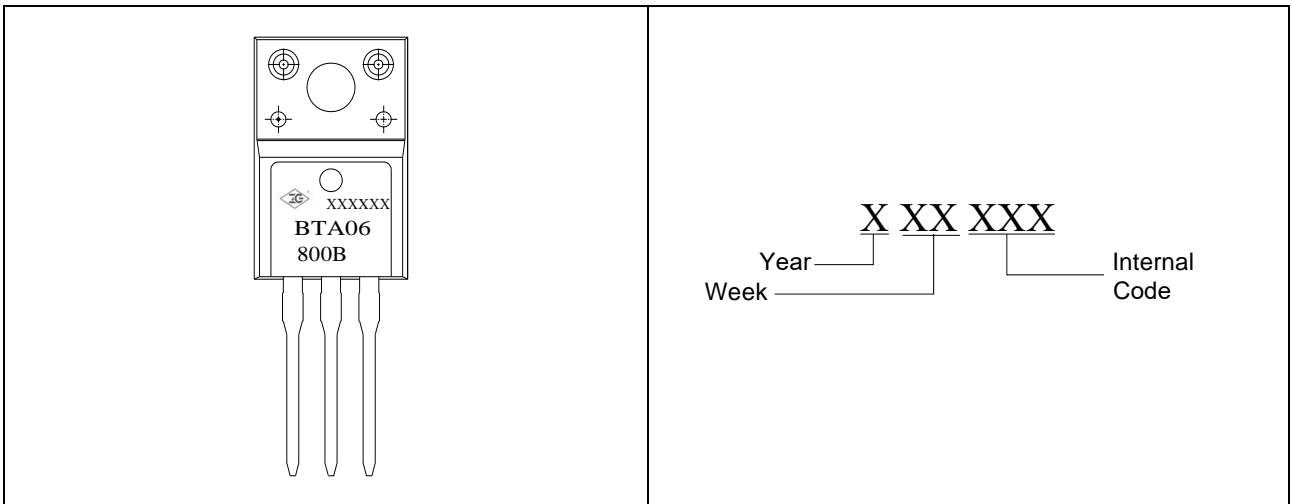 XXXXXX
BTA06
800B
X XX XXX
Year
Week
Internal
Code